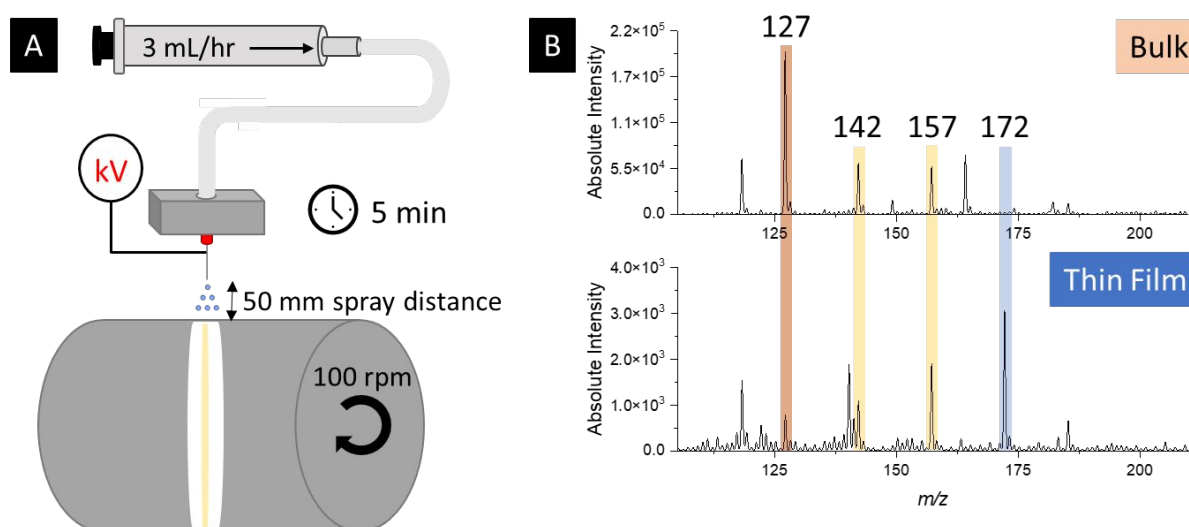 A
3 mL/hr
kV
5 min
50 mm spray distance
100 rpm
B
127
142
157
172
Bulk
Absolute Intensity
2.2×10⁵
1.7×10⁵
1.1×10⁵
5.5×10⁴
0.0
125
150
175
200
Thin Film
Absolute Intensity
4.0×10³
3.0×10³
2.0×10³
1.0×10³
0.0
125
150
175
200
m/z